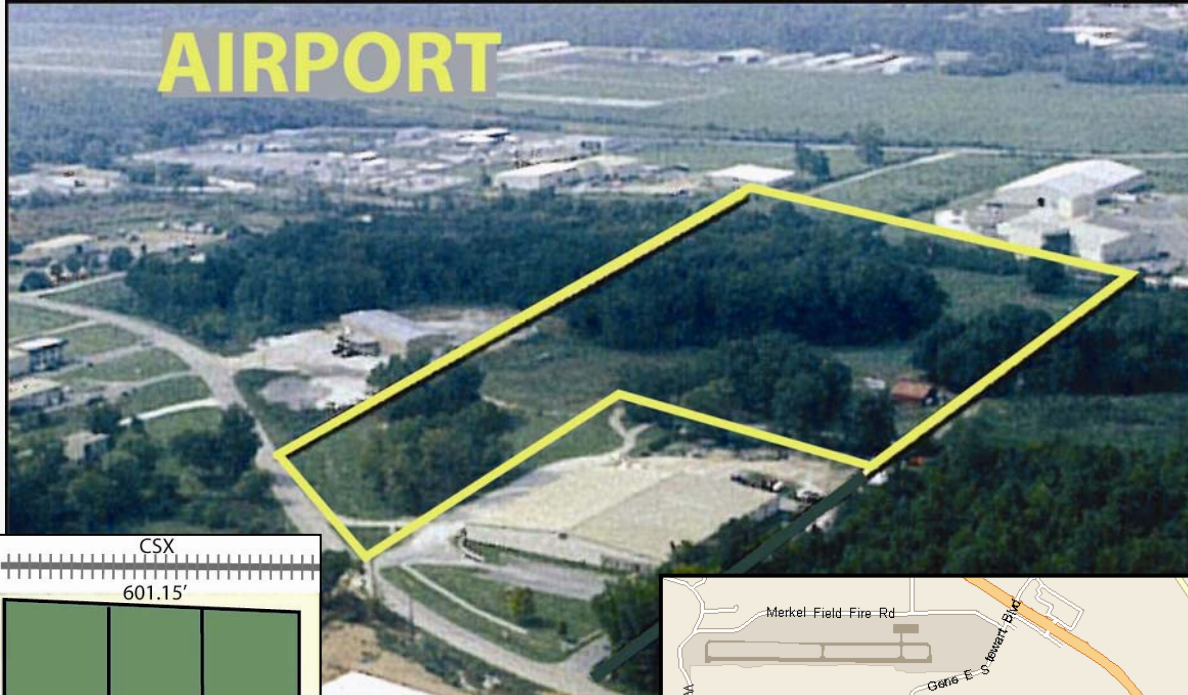 AIRPORT
CSX
601.15’
Merkel Field Fire Rd
Gene E Stewart Blvd